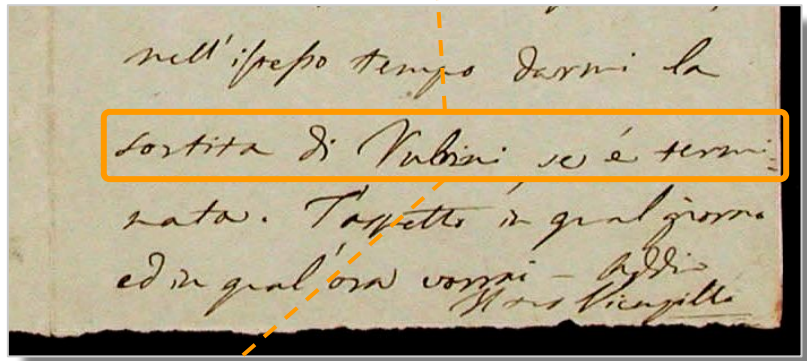 nell'istesso tempo darmi la
sortita di Rubini se è termi=
nata. T'aspetto in qual giorno
ed in qual'ora vorrai – Addio